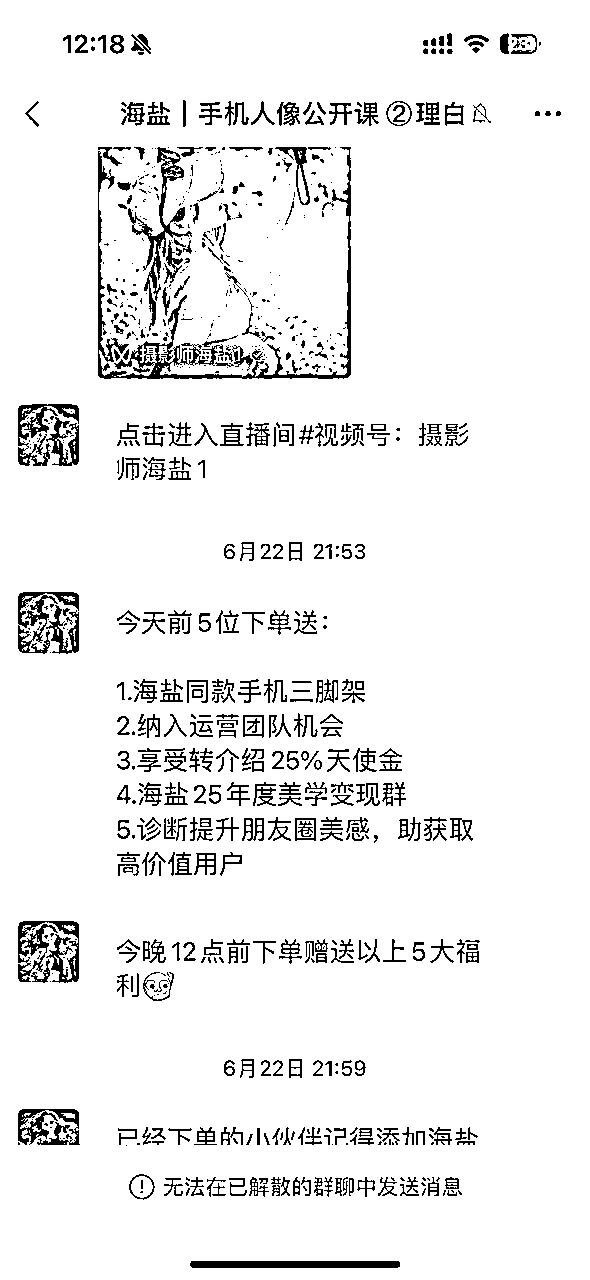 12:18
海盐｜手机人像公开课②理白
摄影师海盐1
点击进入直播间#视频号：摄影
师海盐1
6月22日 21:53
今天前5位下单送：
1.海盐同款手机三脚架
2.纳入运营团队机会
3.享受转介绍25%天使金
4.海盐25年度美学变现群
5.诊断提升朋友圈美感，助获取
高价值用户
今晚12点前下单赠送以上5大福
利
6月22日 21:59
已经下单的小伙伴记得添加海盐
无法在已解散的群聊中发送消息